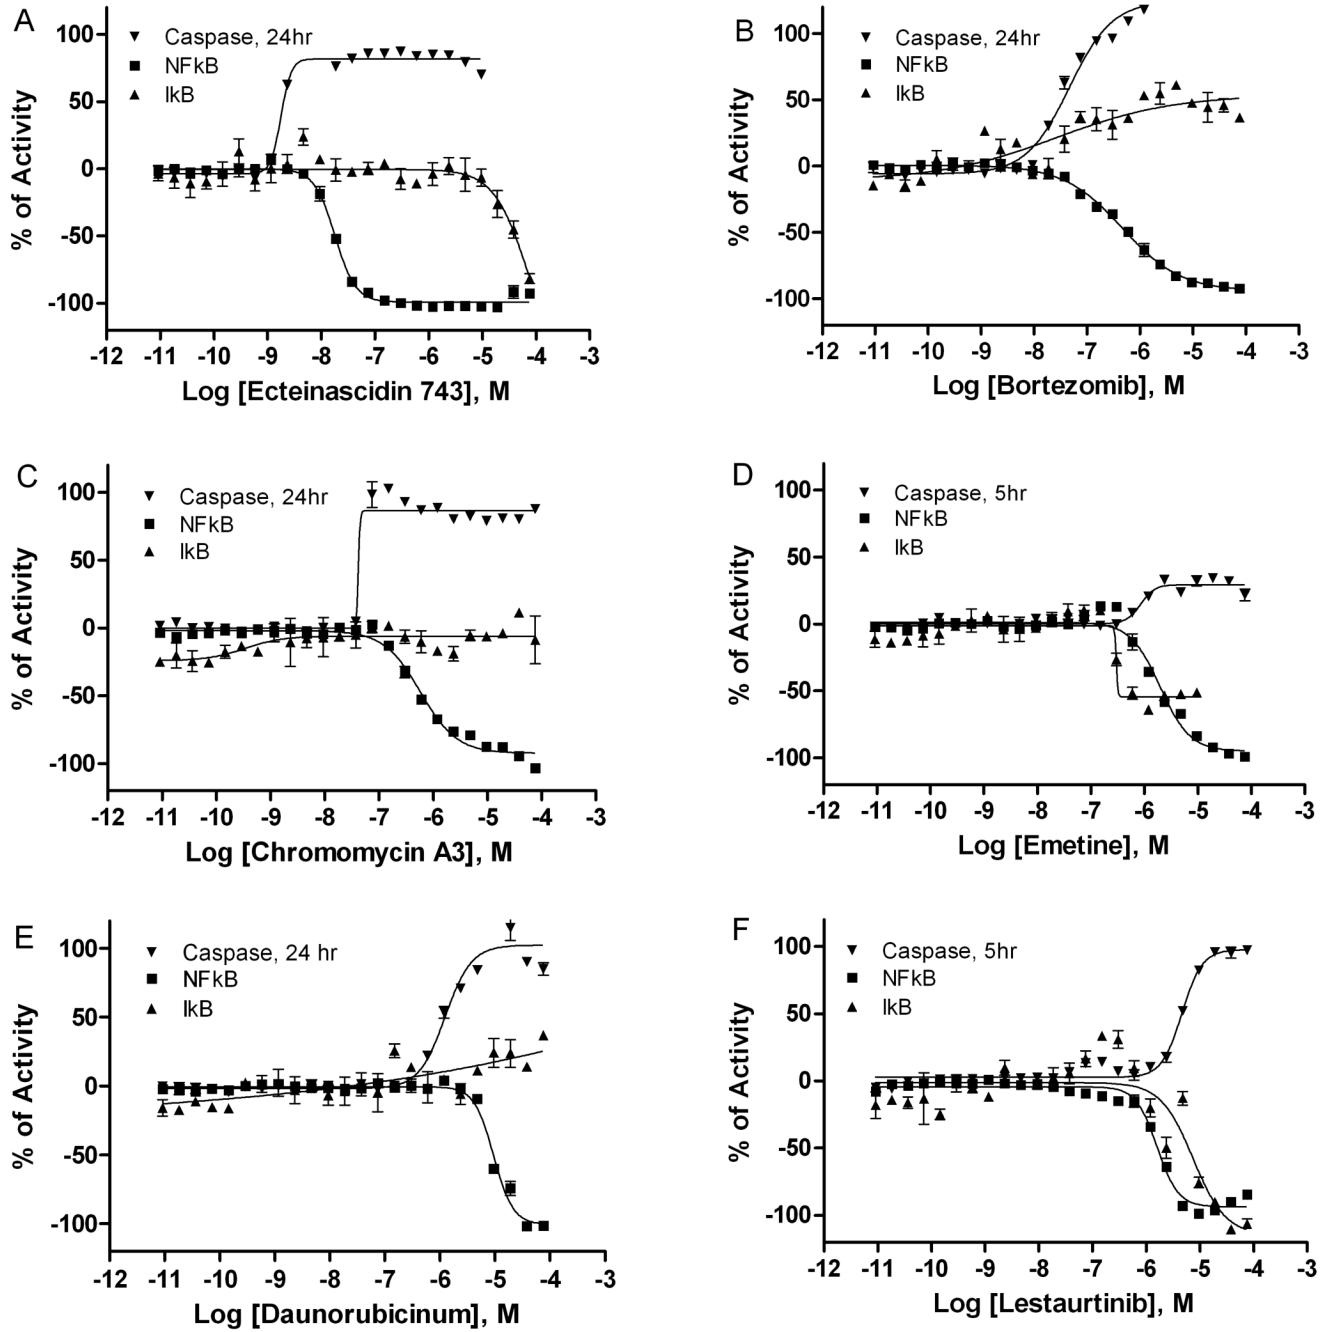 A
Caspase, 24hr
NFkB
IkB
100
50
0
-50
-100
% of Activity
-12 -11 -10 -9 -8 -7 -6 -5 -4 -3
Log [Ecteinascidin 743], M
B
Caspase, 24hr
NFkB
IkB
100
50
0
-50
-100
% of Activity
-12 -11 -10 -9 -8 -7 -6 -5 -4 -3
Log [Bortezomib], M
C
Caspase, 24hr
NFkB
IkB
100
50
0
-50
-100
% of Activity
-12 -11 -10 -9 -8 -7 -6 -5 -4 -3
Log [Chromomycin A3], M
D
Caspase, 5hr
NFkB
IkB
100
50
0
-50
-100
% of Activity
-12 -11 -10 -9 -8 -7 -6 -5 -4 -3
Log [Emetine], M
E
Caspase, 24 hr
NFkB
IkB
100
50
0
-50
-100
% of Activity
-12 -11 -10 -9 -8 -7 -6 -5 -4 -3
Log [Daunorubicinum], M
F
Caspase, 5hr
NFkB
IkB
100
50
0
-50
-100
% of Activity
-12 -11 -10 -9 -8 -7 -6 -5 -4 -3
Log [Lestaurtinib], M